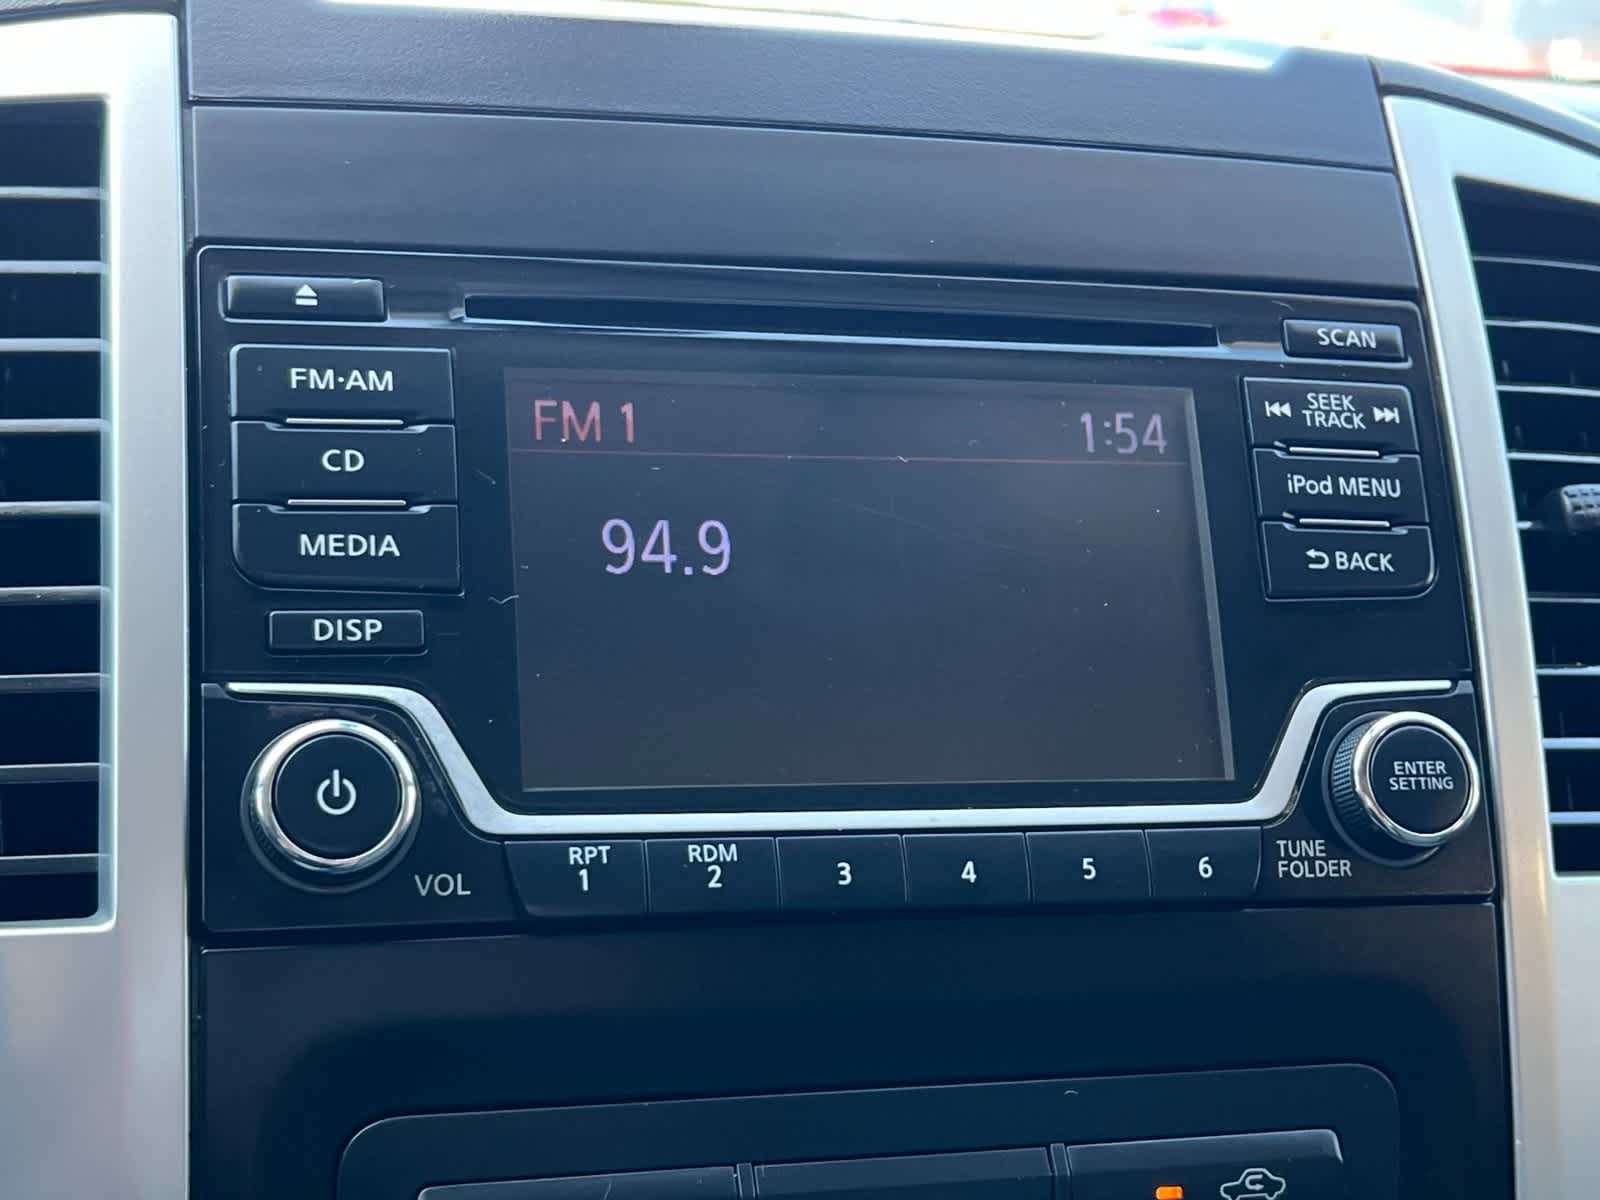 SCAN
FM·AM
FM 1
1:54
SEEK
TRACK
CD
iPod MENU
MEDIA
94.9
BACK
DISP
ENTER
SETTING
VOL
RPT
1
RDM
2
3
4
5
6
TUNE
FOLDER